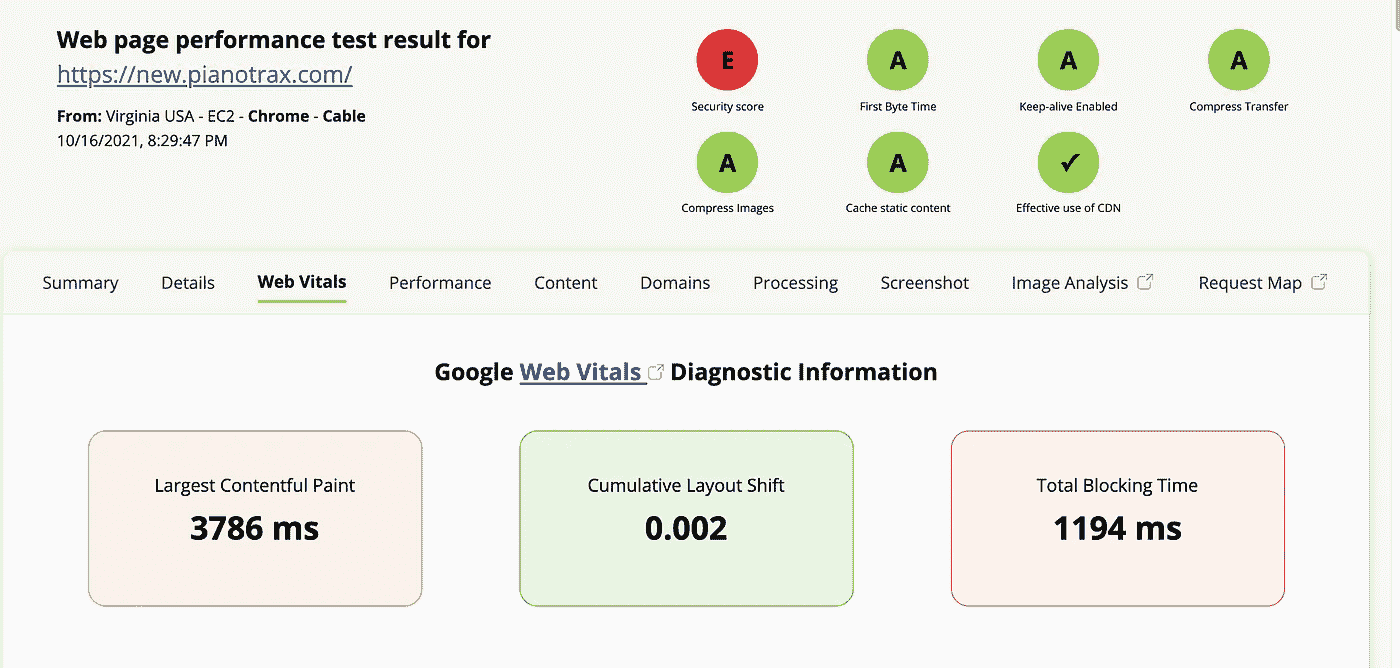 Web page performance test result for
https://new.pianotrax.com/
From: Virginia USA - EC2 - Chrome - Cable
10/16/2021, 8:29:47 PM
E
A
A
A
Security score
First Byte Time
Keep-alive Enabled
Compress Transfer
A
A
✓
Compress Images
Cache static content
Effective use of CDN
Summary Details Web Vitals Performance Content Domains Processing Screenshot Image Analysis Request Map
Google Web Vitals Diagnostic Information
Largest Contentful Paint
3786 ms
Cumulative Layout Shift
0.002
Total Blocking Time
1194 ms